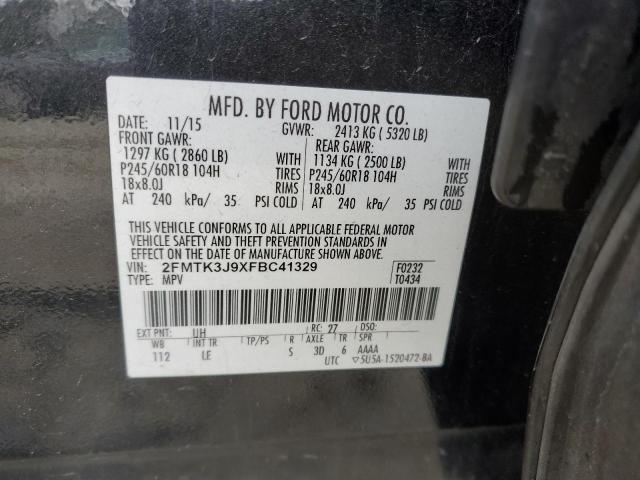 MFD. BY FORD MOTOR CO.
DATE: 11/15 GVWR: 2413 KG ( 5320 LB)
FRONT GAWR: REAR GAWR:
1297 KG ( 2860 LB) WITH 1134 KG ( 2500 LB) WITH
P245/60R18 104H TIRES P245/60R18 104H TIRES
18x8.0J RIMS 18x8.0J RIMS
AT 240 kPa/ 35 PSI COLD AT 240 kPa/ 35 PSI COLD
THIS VEHICLE CONFORMS TO ALL APPLICABLE FEDERAL MOTOR
VEHICLE SAFETY AND THEFT PREVENTION STANDARDS IN
EFFECT ON THE DATE OF MANUFACTURE SHOWN ABOVE.
VIN: 2FMTK3J9XFBC41329 F0232
TYPE: MPV T0434
EXT PNT: UH RC: 27 DSO:
WB INT TR TP/PS R AXLE TR SPR
112 LE S 3D 6 AAAA
UTC ▽5U5A-1520472-BA